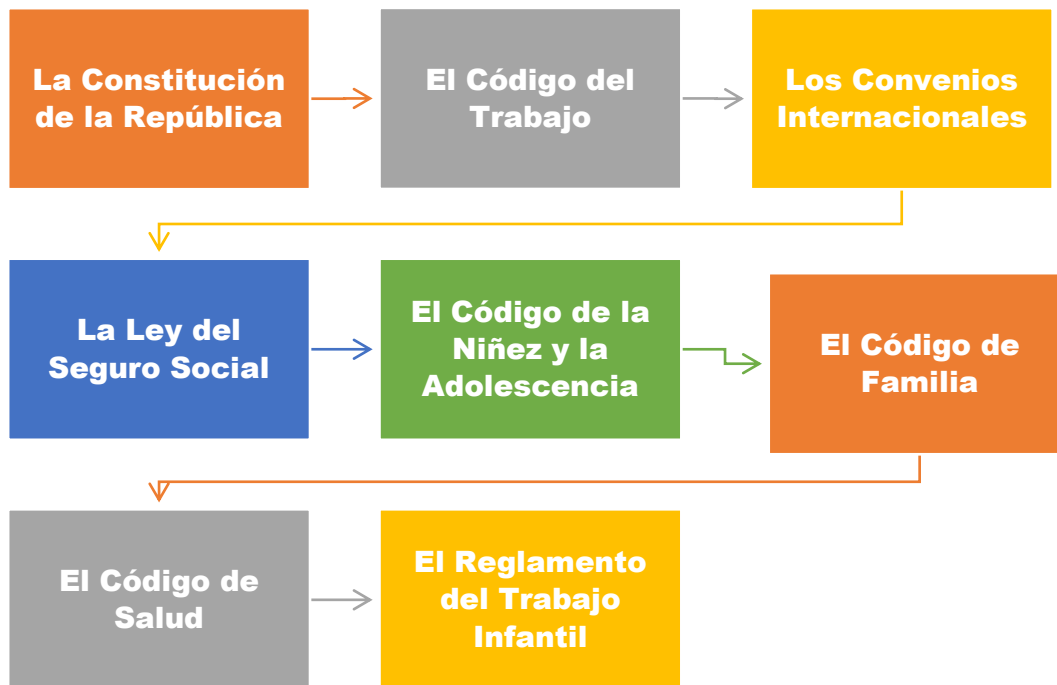 La Constitución
de la República
El Código del
Trabajo
Los Convenios
Internacionales
La Ley del
Seguro Social
El Código de la
Niñez y la
Adolescencia
El Código de
Familia
El Código de
Salud
El Reglamento
del Trabajo
Infantil